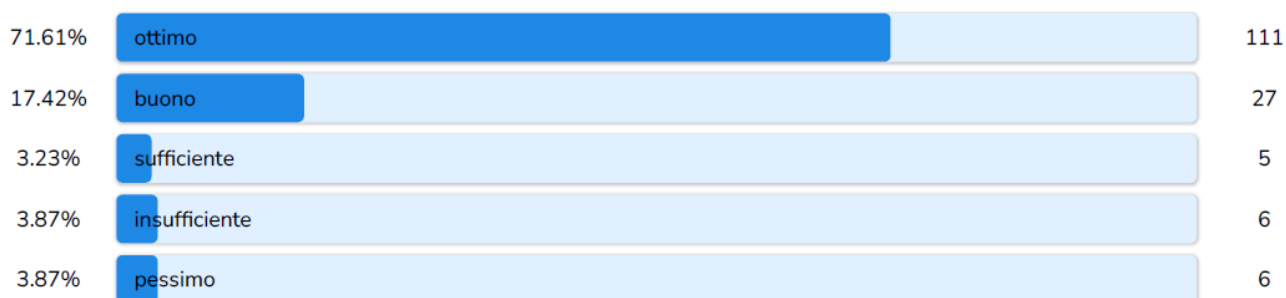 71.61% ottimo 111
17.42% buono 27
3.23% sufficiente 5
3.87% insufficiente 6
3.87% pessimo 6